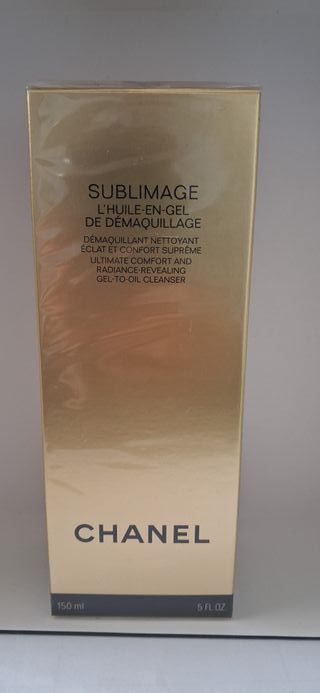 SUBLIMAGE
L'HUILE-EN-GEL
DE DÉMAQUILLAGE
DÉMAQUILLANT NETTOYANT
ÉCLAT ET CONFORT SUPRÊME
ULTIMATE COMFORT AND
RADIANCE-REVEALING
GEL-TO-OIL CLEANSER
CHANEL
150 ml 5 FL.OZ.